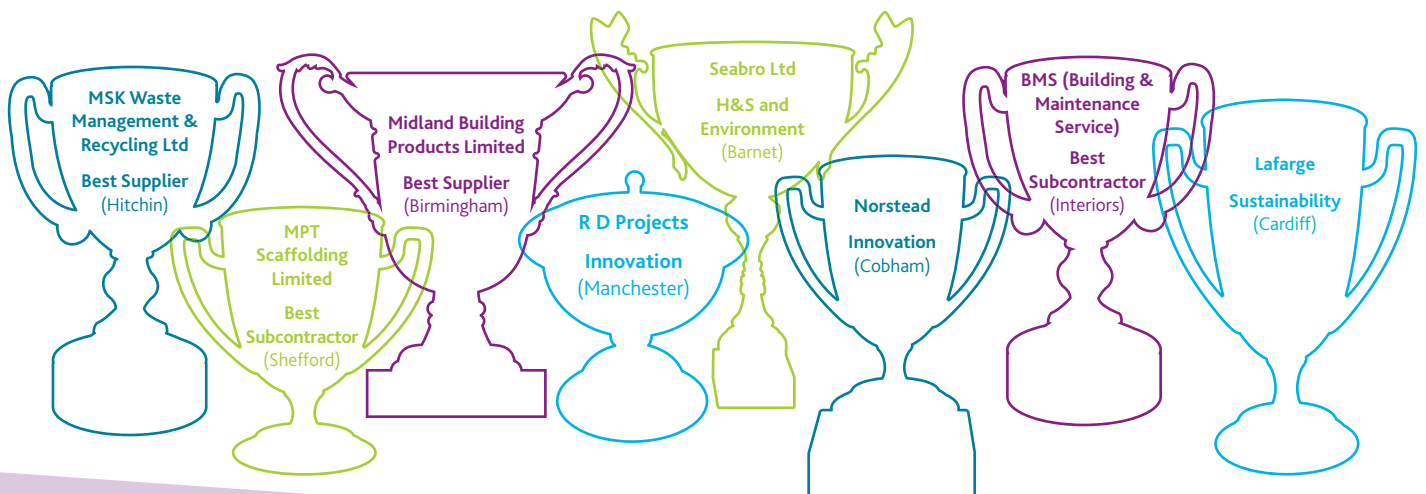 MSK Waste
Management &
Recycling Ltd
Best Supplier
(Hitchin)
MPT
Scaffolding
Limited
Best
Subcontractor
(Shefford)
Midland Building
Products Limited
Best Supplier
(Birmingham)
R D Projects
Innovation
(Manchester)
Seabro Ltd
H&S and
Environment
(Barnet)
Norstead
Innovation
(Cobham)
BMS (Building &
Maintenance
Service)
Best
Subcontractor
(Interiors)
Lafarge
Sustainability
(Cardiff)